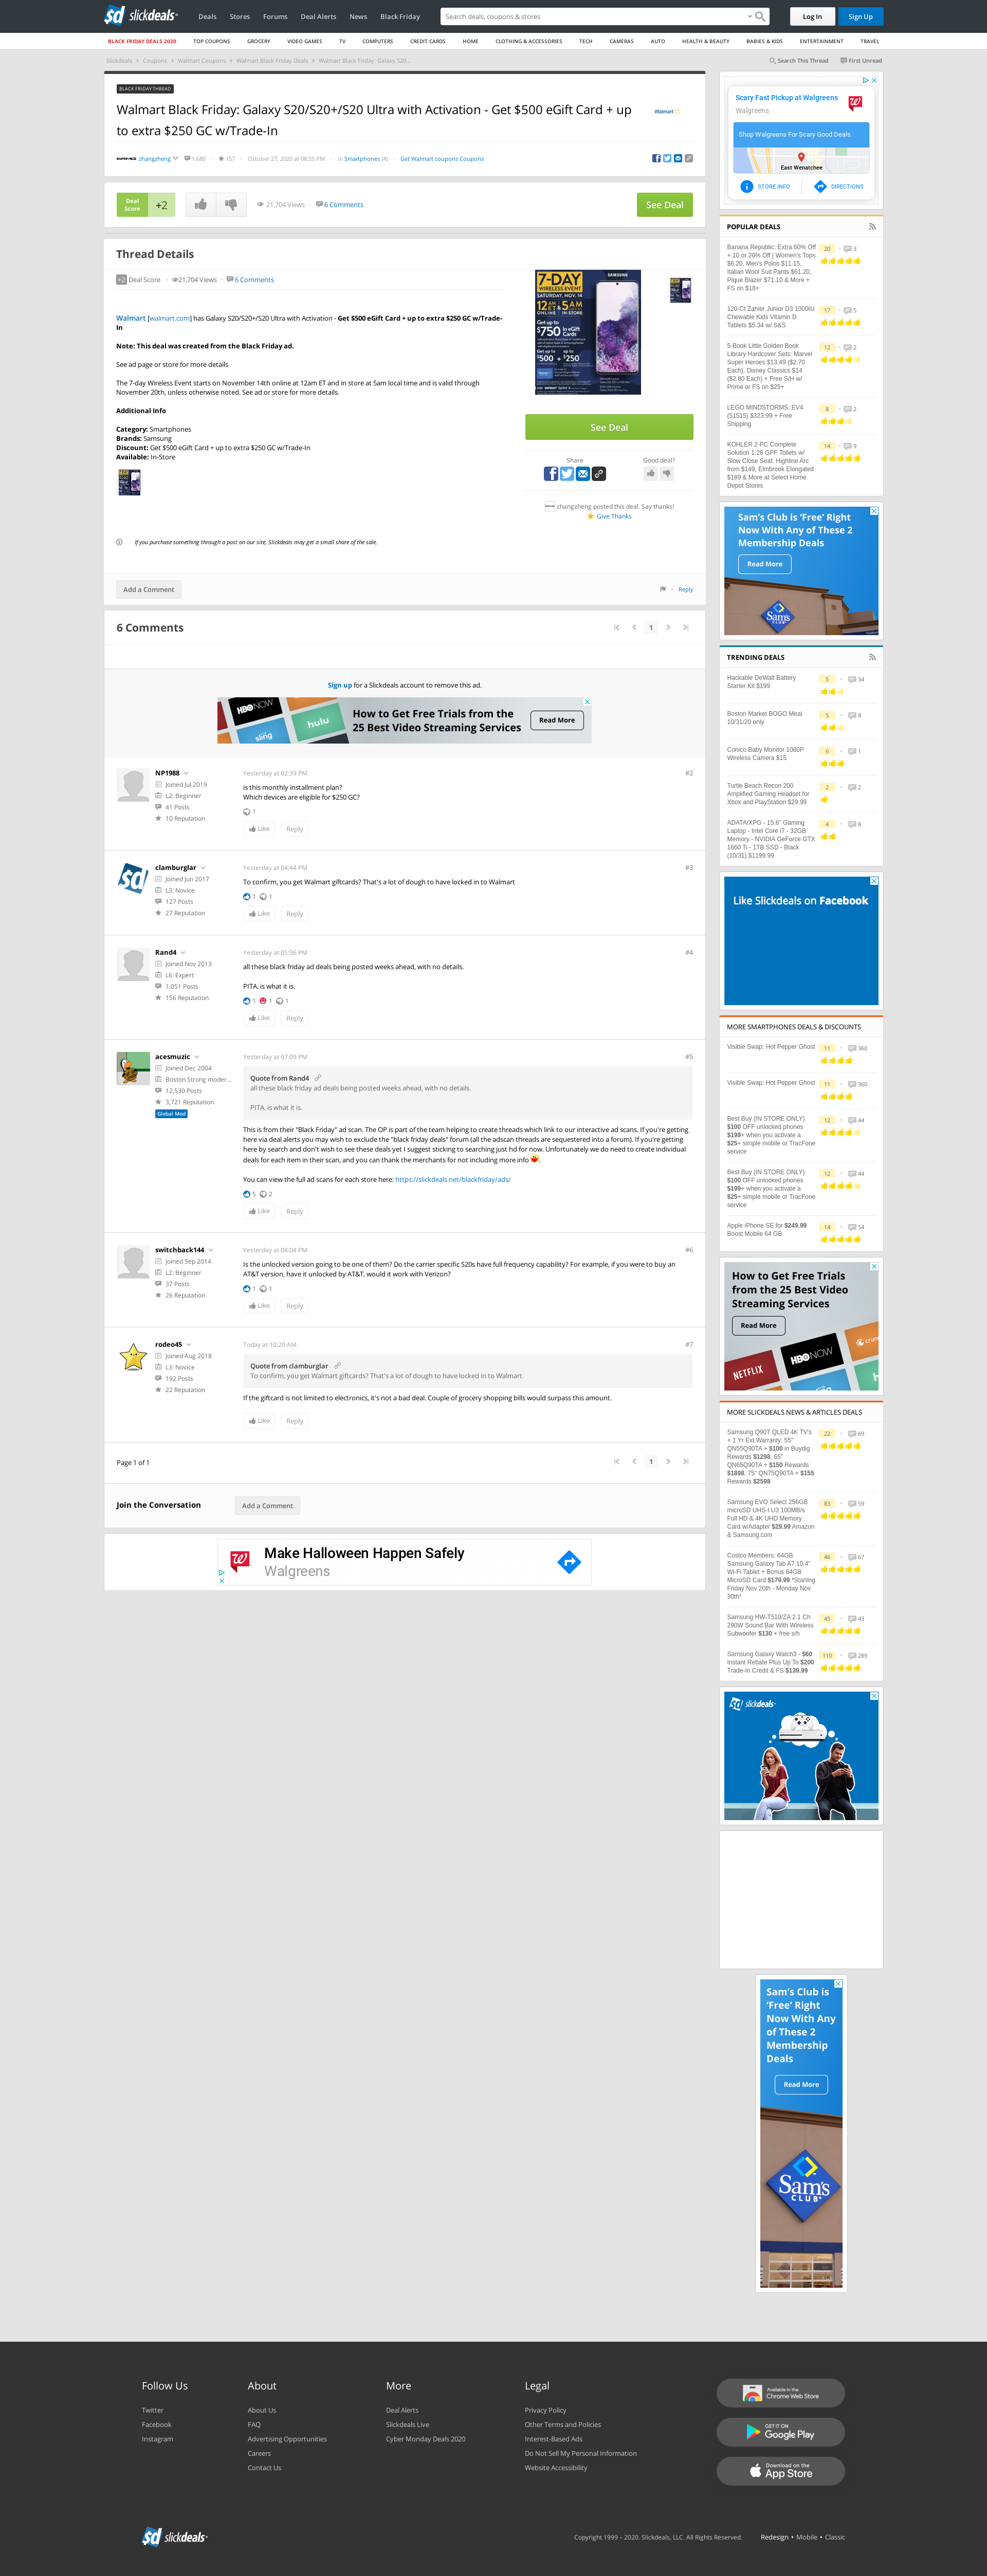 sd slickdeals
Deals
Stores
Forums
Deal Alerts
News
Black Friday
Search deals, coupons & stores
Log In
Sign Up
BLACK FRIDAY DEALS 2020
TOP COUPONS
GROCERY
VIDEO GAMES
TV
COMPUTERS
CREDIT CARDS
HOME
CLOTHING & ACCESSORIES
TECH
CAMERAS
AUTO
HEALTH & BEAUTY
BABIES & KIDS
ENTERTAINMENT
TRAVEL
Slickdeals › Coupons › Walmart Coupons › Walmart Black Friday Deals › Walmart Black Friday: Galaxy S20...
Search This Thread
First Unread
BLACK FRIDAY THREAD
Walmart Black Friday: Galaxy S20/S20+/S20 Ultra with Activation - Get $500 eGift Card + up
to extra $250 GC w/Trade-In
Walmart
zhangzheng 1,680 • 157 • October 27, 2020 at 08:55 PM • in Smartphones (4) • Get Walmart coupons Coupons
Deal
Score
+2
21,704 Views • 6 Comments
See Deal
Thread Details
+2 Deal Score • 21,704 Views • 6 Comments
Walmart [walmart.com] has Galaxy S20/S20+/S20 Ultra with Activation - Get $500 eGift Card + up to extra $250 GC w/Trade-
In
Note: This deal was created from the Black Friday ad.
See ad page or store for more details
The 7-day Wireless Event starts on November 14th online at 12am ET and in store at 5am local time and is valid through
November 20th, unless otherwise noted. See ad or store for more details.
Additional Info
Category: Smartphones
Brands: Samsung
Discount: Get $500 eGift Card + up to extra $250 GC w/Trade-In
Available: In-Store
SAMSUNG
7-DAY
WIRELESS EVENT
SATURDAY, NOV. 14
12AM ET
5AM
Get up to
$750 in eGift cards
$500 + $250
See Deal
Share
Good deal?
zhangzheng posted this deal. Say thanks!
Give Thanks
If you purchase something through a post on our site, Slickdeals may get a small share of the sale.
Add a Comment
• Reply
6 Comments
1
Sign up for a Slickdeals account to remove this ad.
HBO NOW
sling
hulu
How to Get Free Trials from the
25 Best Video Streaming Services
Read More
NP1988
Joined Jul 2019
L2: Beginner
41 Posts
10 Reputation
Yesterday at 02:39 PM
#2
is this monthly installment plan?
Which devices are eligible for $250 GC?
1
Like
Reply
clamburglar
Joined Jun 2017
L3: Novice
127 Posts
27 Reputation
Yesterday at 04:44 PM
#3
To confirm, you get Walmart giftcards? That's a lot of dough to have locked in to Walmart
1 1
Like
Reply
Rand4
Joined Nov 2013
L6: Expert
1,051 Posts
156 Reputation
Yesterday at 05:06 PM
#4
all these black friday ad deals being posted weeks ahead, with no details.
PITA. is what it is.
1 1 1
Like
Reply
acesmuzic
Joined Dec 2004
Boston Strong moder...
12,530 Posts
3,721 Reputation
Global Mod
Yesterday at 07:09 PM
#5
Quote from Rand4
all these black friday ad deals being posted weeks ahead, with no details.
PITA. is what it is.
This is from their "Black Friday" ad scan. The OP is part of the team helping to create threads which link to our interactive ad scans. If you're getting
here via deal alerts you may wish to exclude the "black friday deals" forum (all the adscan threads are sequestered into a forum). If you're getting
here by search and don't wish to see these deals yet I suggest sticking to searching just hd for now. Unfortunately we do need to create individual
deals for each item in their scan, and you can thank the merchants for not including more info .
You can view the full ad scans for each store here: https://slickdeals.net/blackfriday/ads/
5 2
Like
Reply
switchback144
Joined Sep 2014
L2: Beginner
37 Posts
26 Reputation
Yesterday at 08:04 PM
#6
Is the unlocked version going to be one of them? Do the carrier specific S20s have full frequency capability? For example, if you were to buy an
AT&T version, have it unlocked by AT&T, would it work with Verizon?
1 1
Like
Reply
rodeo45
Joined Aug 2018
L3: Novice
192 Posts
22 Reputation
Today at 10:20 AM
#7
Quote from clamburglar
To confirm, you get Walmart giftcards? That's a lot of dough to have locked in to Walmart
If the giftcard is not limited to electronics, it's not a bad deal. Couple of grocery shopping bills would surpass this amount.
Like
Reply
Page 1 of 1
1
Join the Conversation
Add a Comment
Make Halloween Happen Safely
Walgreens
Scary Fast Pickup at Walgreens
Walgreens
Shop Walgreens For Scary Good Deals.
East Wenatchee
STORE INFO
DIRECTIONS
POPULAR DEALS
Banana Republic: Extra 60% Off
+ 10 or 20% Off | Women's Tops
$6.20, Men's Polos $11.15,
Italian Wool Suit Pants $61.20,
Pique Blazer $71.10 & More +
FS on $18+
20 • 3
120-Ct Zahler Junior D3 1000IU
Chewable Kids Vitamin D
Tablets $5.34 w/ S&S
17 • 5
5-Book Little Golden Book
Library Hardcover Sets: Marvel
Super Heroes $13.49 ($2.70
Each), Disney Classics $14
($2.80 Each) + Free S/H w/
Prime or FS on $25+
12 • 2
LEGO MINDSTORMS: EV4
(51515) $323.99 + Free
Shipping
8 • 2
KOHLER 2-PC Complete
Solution 1.28 GPF Toilets w/
Slow Close Seat: Highline Arc
from $149, Elmbrook Elongated
$189 & More at Select Home
Depot Stores
14 • 9
Sam's Club is 'Free' Right
Now With Any of These 2
Membership Deals
Read More
Sam's
TRENDING DEALS
Hackable DeWalt Battery
Starter Kit $199
5 • 34
Boston Market BOGO Meal
10/31/20 only
5 • 8
Conico Baby Monitor 1080P
Wireless Camera $15
6 • 1
Turtle Beach Recon 200
Amplified Gaming Headset for
Xbox and PlayStation $29.99
2 • 2
ADATA/XPG - 15.6" Gaming
Laptop - Intel Core i7 - 32GB
Memory - NVIDIA GeForce GTX
1660 Ti - 1TB SSD - Black
(10/31) $1199.99
4 • 8
Like Slickdeals on Facebook
MORE SMARTPHONES DEALS & DISCOUNTS
Visible Swap: Hot Pepper Ghost
11 • 360
Visible Swap: Hot Pepper Ghost
11 • 360
Best Buy (IN STORE ONLY)
$100 OFF unlocked phones
$199+ when you activate a
$25+ simple mobile or TracFone
service
12 • 44
Best Buy (IN STORE ONLY)
$100 OFF unlocked phones
$199+ when you activate a
$25+ simple mobile or TracFone
service
12 • 44
Apple iPhone SE for $249.99
Boost Mobile 64 GB
14 • 54
How to Get Free Trials
from the 25 Best Video
Streaming Services
Read More
NETFLIX
HBO NOW
crunchyroll
hulu
MORE SLICKDEALS NEWS & ARTICLES DEALS
Samsung Q90T QLED 4K TV's
+ 1 Yr Ext Warranty: 55"
QN55Q90TA + $100 in Buydig
Rewards $1298, 65"
QN65Q90TA + $150 Rewards
$1898, 75" QN75Q90TA + $155
Rewards $2598
22 • 69
Samsung EVO Select 256GB
microSD UHS-I U3 100MB/s
Full HD & 4K UHD Memory
Card w/Adapter $29.99 Amazon
& Samsung.com
83 • 59
Costco Members: 64GB
Samsung Galaxy Tab A7 10.4"
Wi-Fi Tablet + Bonus 64GB
MicroSD Card $179.99 *Starting
Friday Nov 20th - Monday Nov
30th*
46 • 67
Samsung HW-T510/ZA 2.1 Ch
290W Sound Bar With Wireless
Subwoofer $130 + free s/h
45 • 43
Samsung Galaxy Watch3 - $60
Instant Rebate Plus Up To $200
Trade-In Credit & FS $139.99
110 • 289
sd slickdeals
Sam's Club is
'Free' Right
Now With Any
of These 2
Membership
Deals
Read More
Sam's
CLUB
Follow Us
Twitter
Facebook
Instagram
About
About Us
FAQ
Advertising Opportunities
Careers
Contact Us
More
Deal Alerts
Slickdeals Live
Cyber Monday Deals 2020
Legal
Privacy Policy
Other Terms and Policies
Interest-Based Ads
Do Not Sell My Personal Information
Website Accessibility
Available in the
Chrome Web Store
GET IT ON
Google Play
Download on the
App Store
sd slickdeals
Copyright 1999 – 2020. Slickdeals, LLC. All Rights Reserved.
Redesign • Mobile • Classic